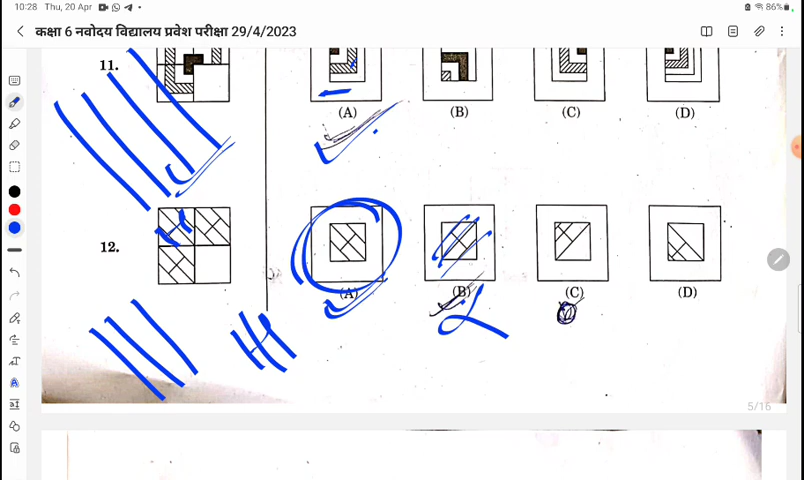 10:28 Thu, 20 Apr 86%
कक्षा 6 नवोदय विद्यालय प्रवेश परीक्षा 29/4/2023
11.
(A) (B) (C) (D)
12.
(A) (B) (C) (D)
5/16